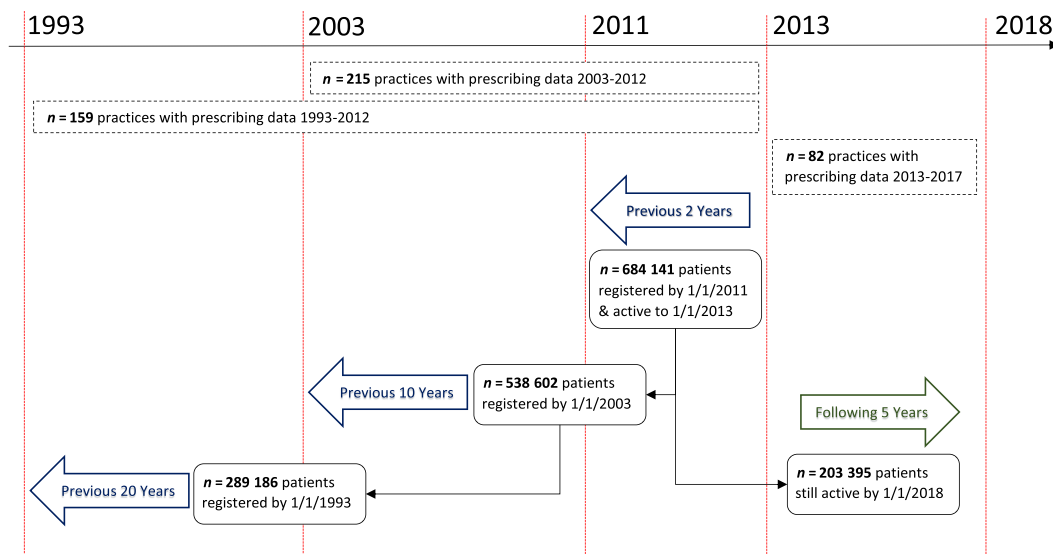 1993
2003
2011
2013
2018
n = 215 practices with prescribing data 2003-2012
n = 159 practices with prescribing data 1993-2012
n = 82 practices with
prescribing data 2013-2017
Previous 2 Years
n = 684 141 patients
registered by 1/1/2011
& active to 1/1/2013
Previous 10 Years
n = 538 602 patients
registered by 1/1/2003
Following 5 Years
Previous 20 Years
n = 289 186 patients
registered by 1/1/1993
n = 203 395 patients
still active by 1/1/2018